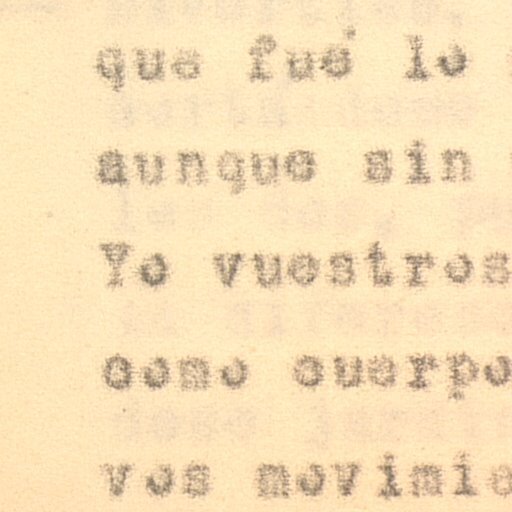 que fue lo
aunque sin
Yo vuestros
como cuerpo
vos movimie